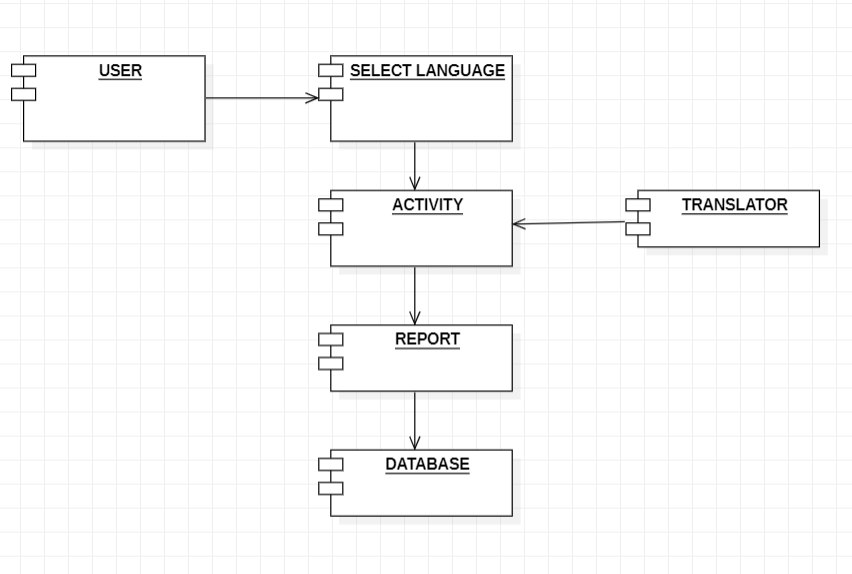 USER
SELECT LANGUAGE
ACTIVITY
TRANSLATOR
REPORT
DATABASE